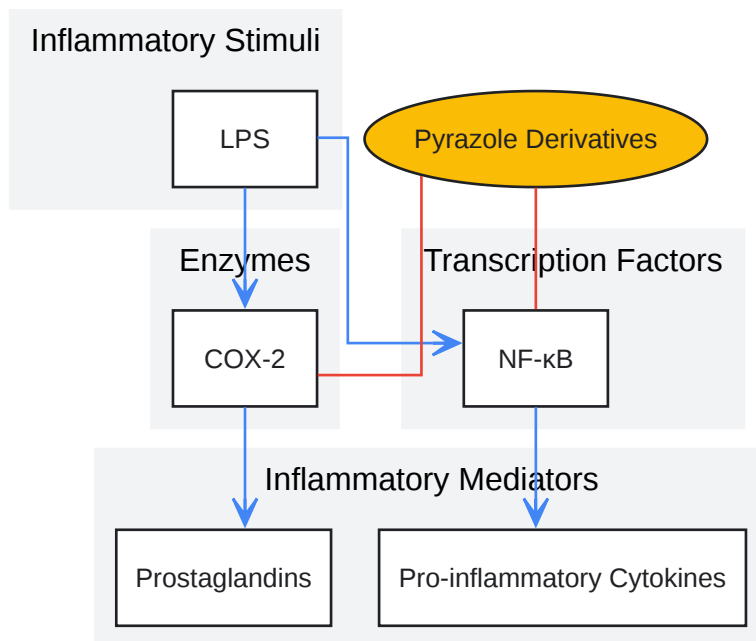 Inflammatory Stimuli
LPS
Pyrazole Derivatives
Enzymes
Transcription Factors
COX-2
NF-κB
Inflammatory Mediators
Prostaglandins
Pro-inflammatory Cytokines